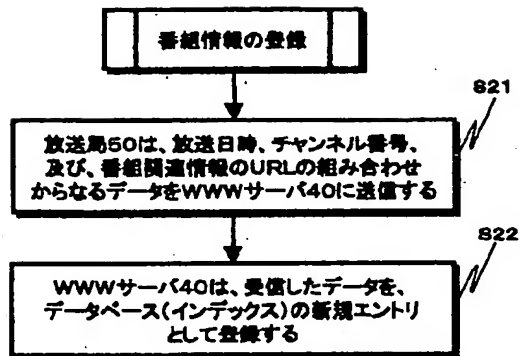 番組情報の登録
S21
放送局50は、放送日時、チャンネル番号、
及び、番組関連情報のURLの組み合わせ
からなるデータをWWWサーバ40に送信する
S22
WWWサーバ40は、受信したデータを、
データベース(インデックス)の新規エントリ
として登録する